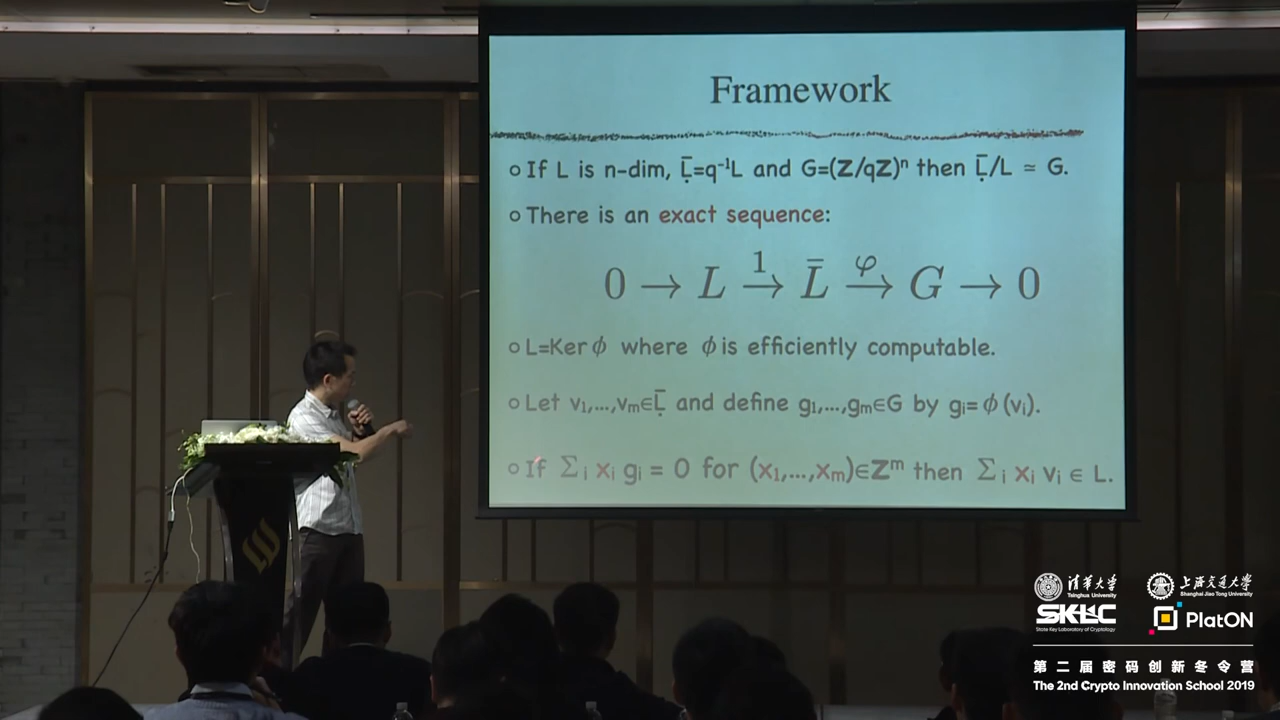 Framework
If L is n-dim, L̄=q⁻¹L and G=(Z/qZ)ⁿ then L̄/L ≃ G.
There is an exact sequence:
0 → L →¹ L̄ →^φ G → 0
L=Ker ϕ where ϕ is efficiently computable.
Let v₁,…,vₘ∈L̄ and define g₁,…,gₘ∈G by gᵢ=ϕ(vᵢ).
If Σᵢ xᵢ gᵢ = 0 for (x₁,…,xₘ)∈Zᵐ then Σᵢ xᵢ vᵢ ∈ L.
清华大学
Tsinghua University
上海交通大学
Shanghai Jiao Tong University
SKLC
State Key Laboratory of Cryptology
PlatON
第二届密码创新冬令营
The 2nd Crypto Innovation School 2019